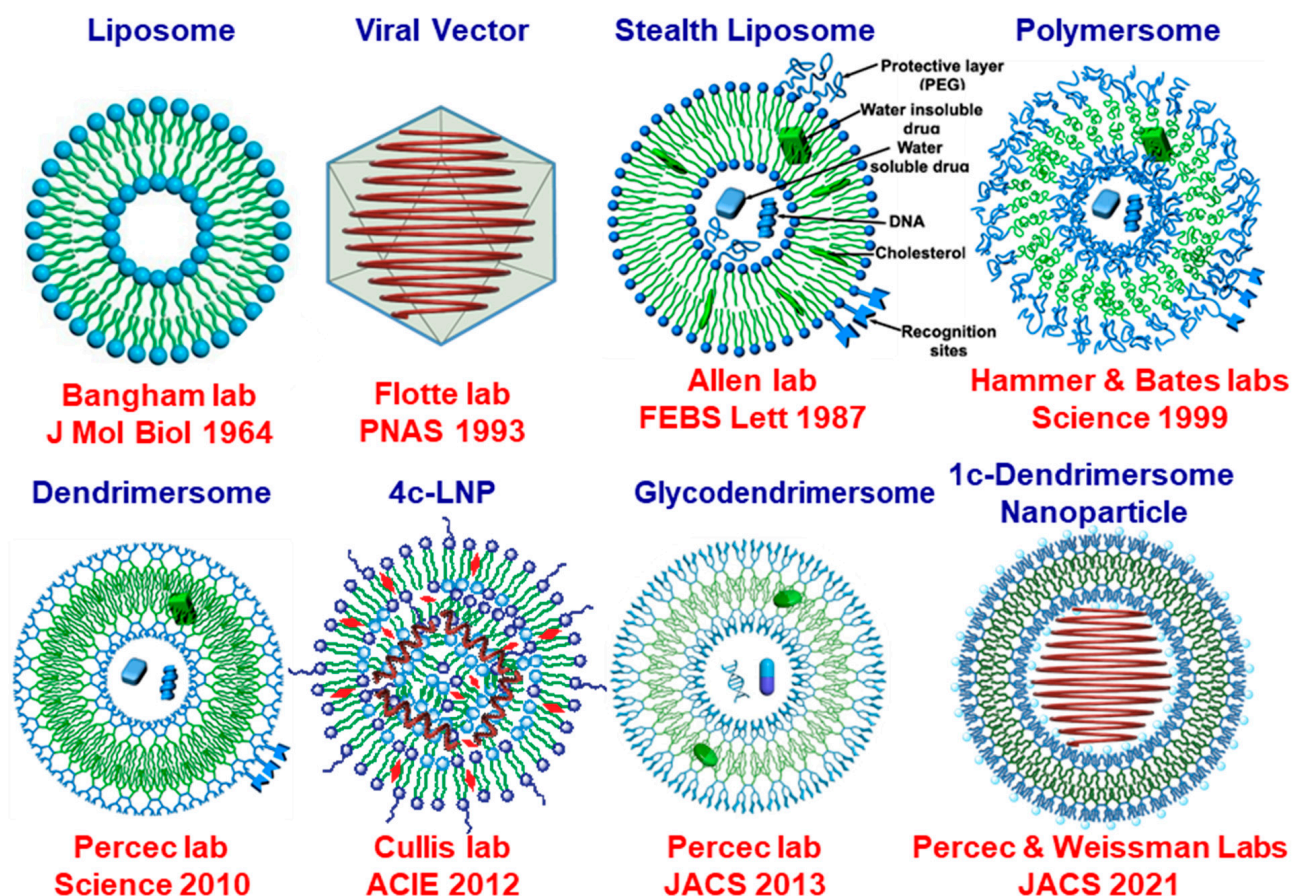 Liposome
Viral Vector
Stealth Liposome
Polymersome
Protective layer
(PEG)
Water insoluble
drug
Water
soluble drug
DNA
Cholesterol
Recognition
sites
Bangham lab
J Mol Biol 1964
Flotte lab
PNAS 1993
Allen lab
FEBS Lett 1987
Hammer & Bates labs
Science 1999
Dendrimersome
4c-LNP
Glycodendrimersome
1c-Dendrimersome
Nanoparticle
Percec lab
Science 2010
Cullis lab
ACIE 2012
Percec lab
JACS 2013
Percec & Weissman Labs
JACS 2021